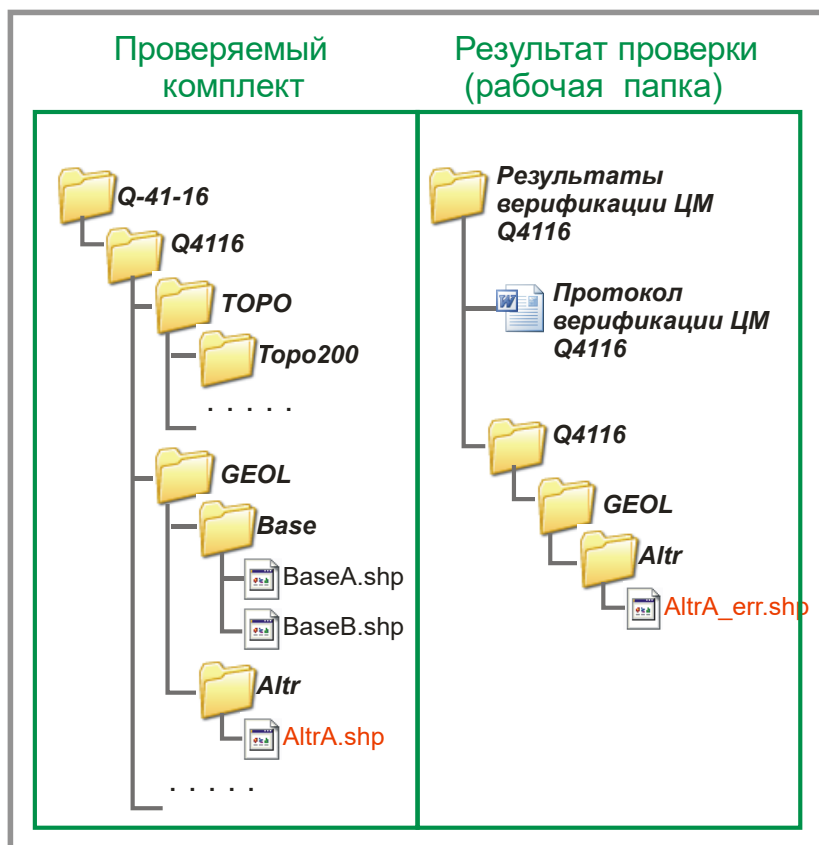 Проверяемый
комплект
Q-41-16
Q4116
TOPO
Topo200
. . . . .
GEOL
Base
BaseA.shp
BaseB.shp
Altr
AltrA.shp
. . . . .
Результат проверки
(рабочая папка)
Результаты
верификации ЦМ
Q4116
Протокол
верификации ЦМ
Q4116
Q4116
GEOL
Altr
AltrA_err.shp